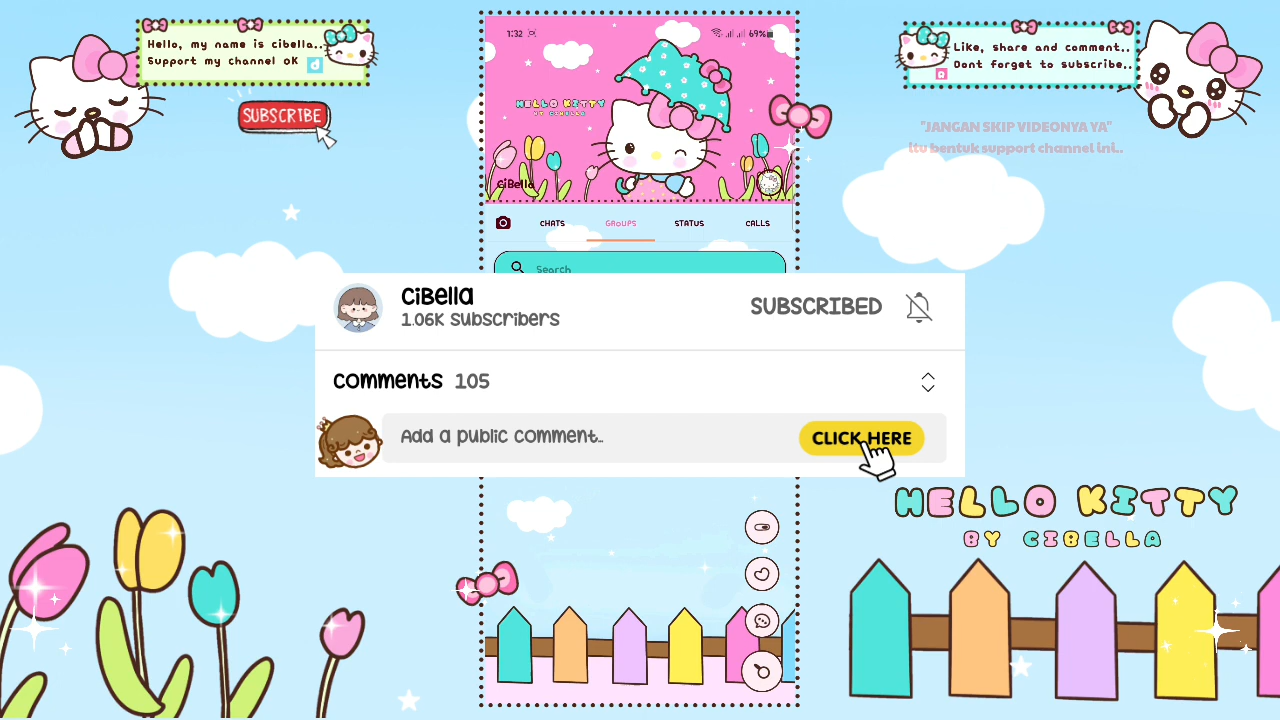 Hello, my name is cibella..
Support my channel ok
SUBSCRIBE
1:32
69%
HELLO KITTY
BY CIBELLA
CiBella
CHATS
GROUPS
STATUS
CALLS
Search
Like, share and comment..
Dont forget to subscribe..
"JANGAN SKIP VIDEONYA YA"
Itu bentuk support channel ini..
CiBella
1.06K Subscribers
SUBSCRIBED
Comments 105
Add a public comment..
CLICK HERE
HELLO KITTY
BY CIBELLA